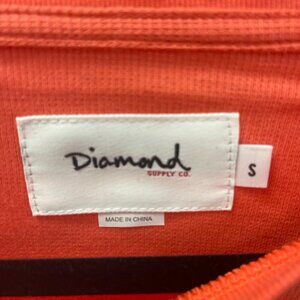 Diamond
SUPPLY CO.
S
MADE IN CHINA